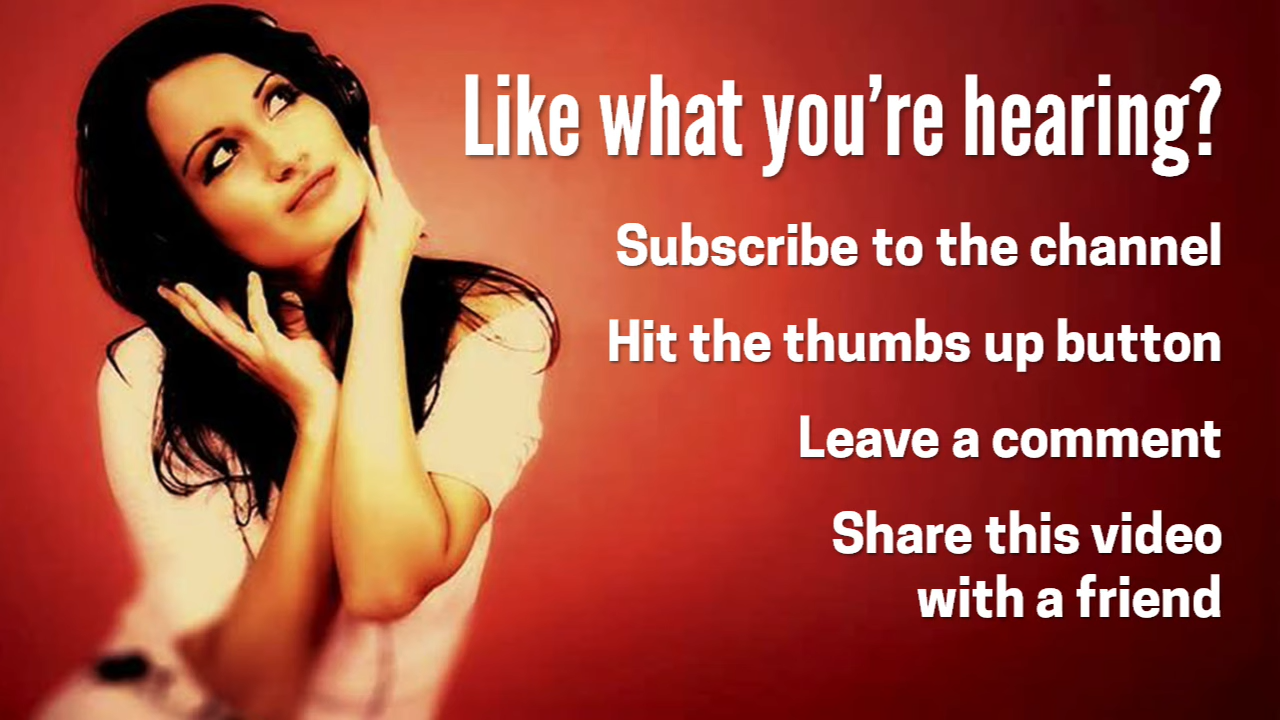 Like what you’re hearing?
Subscribe to the channel
Hit the thumbs up button
Leave a comment
Share this video
with a friend